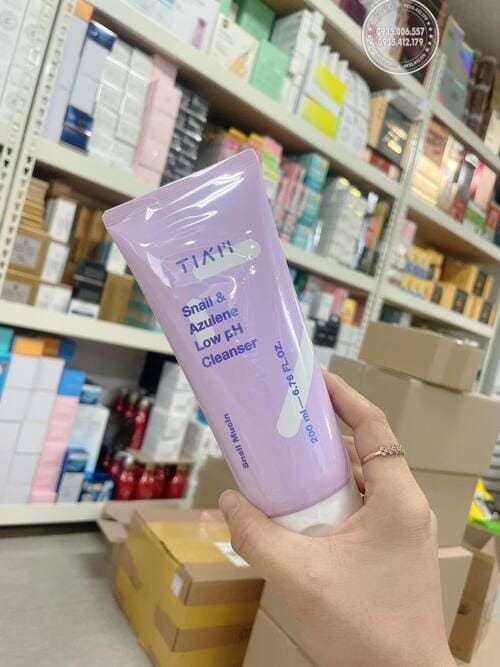 0935.006.557
0935.412.179
TIA'M
Snail &
Azulene
Low pH
Cleanser
200 ml — 6.76 FL.OZ.
Snail Mucin